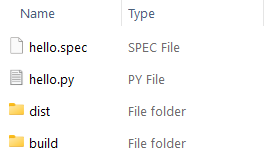 Name Type
hello.spec SPEC File
hello.py PY File
dist File folder
build File folder